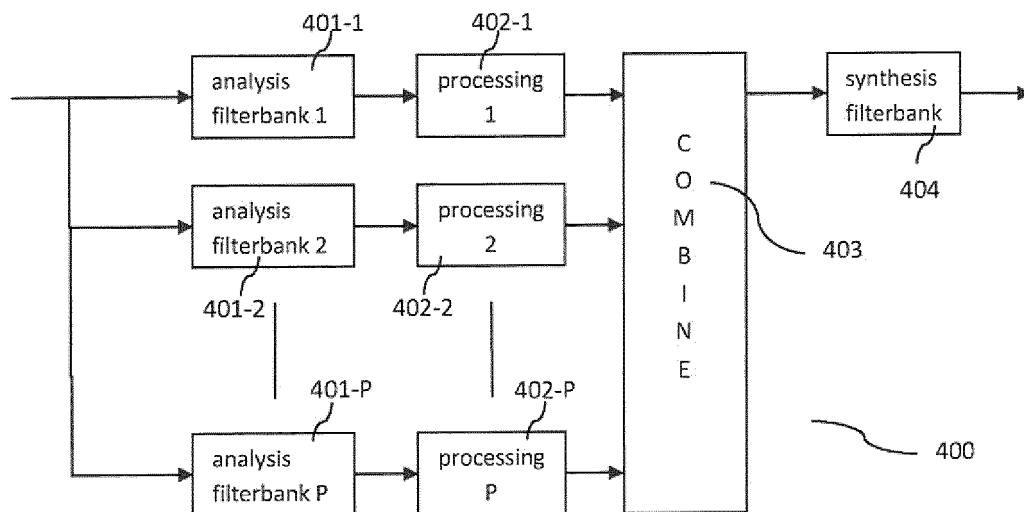 401-1
402-1
analysis
filterbank 1
processing
1
synthesis
filterbank
404
analysis
filterbank 2
processing
2
401-2
402-2
C
O
M
B
I
N
E
403
401-P
402-P
analysis
filterbank P
processing
P
400